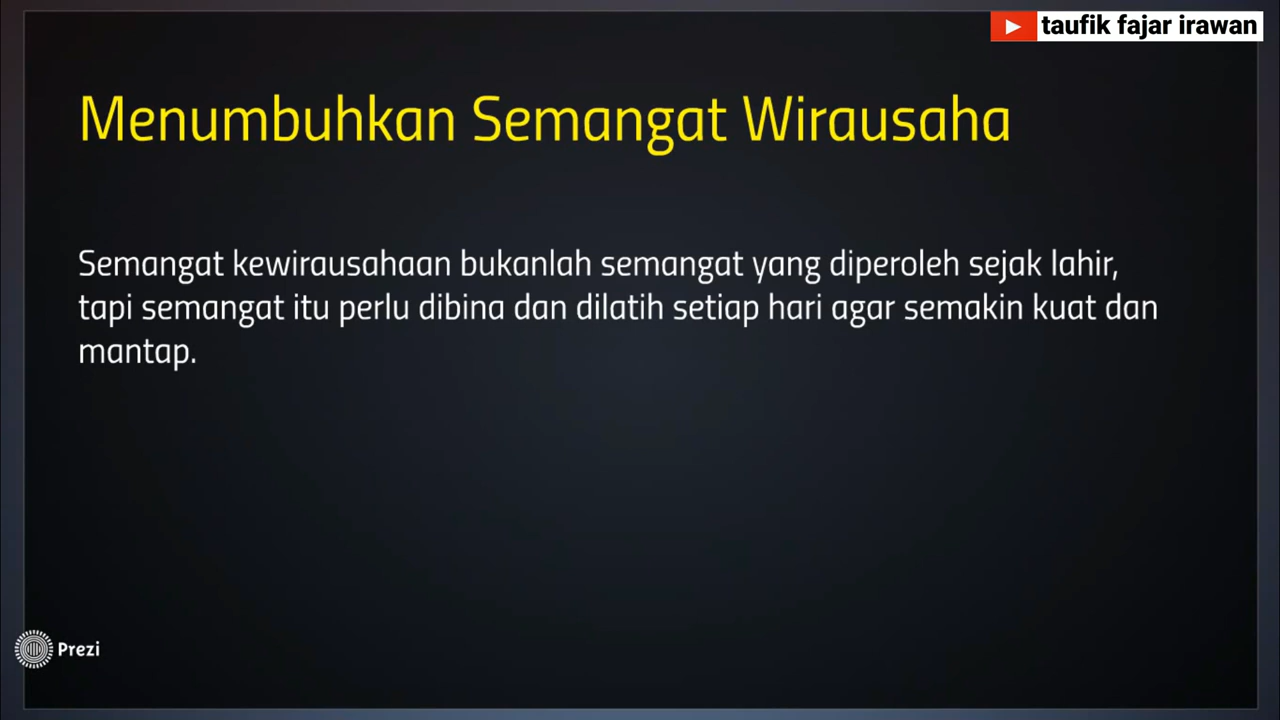 taufik fajar irawan
Menumbuhkan Semangat Wirausaha
Semangat kewirausahaan bukanlah semangat yang diperoleh sejak lahir,
tapi semangat itu perlu dibina dan dilatih setiap hari agar semakin kuat dan
mantap.
Prezi